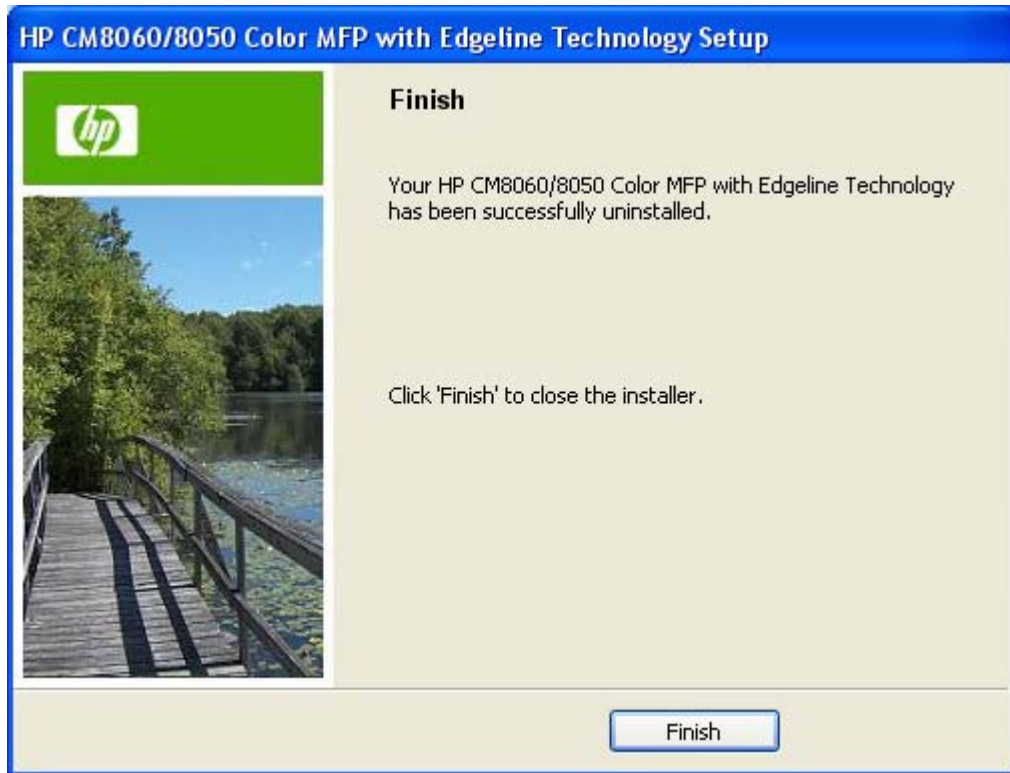 HP CM8060/8050 Color MFP with Edgeline Technology Setup
hp
Finish
Your HP CM8060/8050 Color MFP with Edgeline Technology
has been successfully uninstalled.
Click 'Finish' to close the installer.
Finish